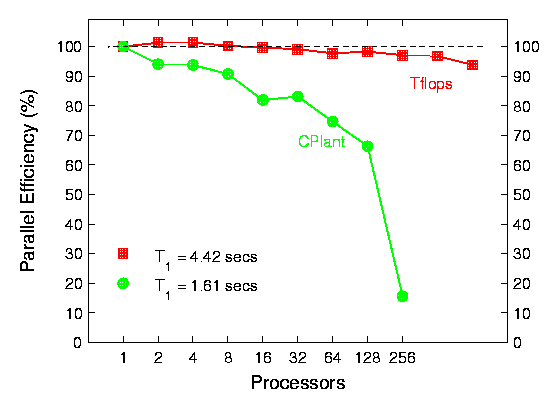 100 100
90 90
80 80
70 70
60 60
50 50
40 40
30 30
20 20
10 10
0 0
Parallel Efficiency (%)
Tflops
CPlant
T1 = 4.42 secs
T1 = 1.61 secs
1 2 4 8 16 32 64 128 256
Processors